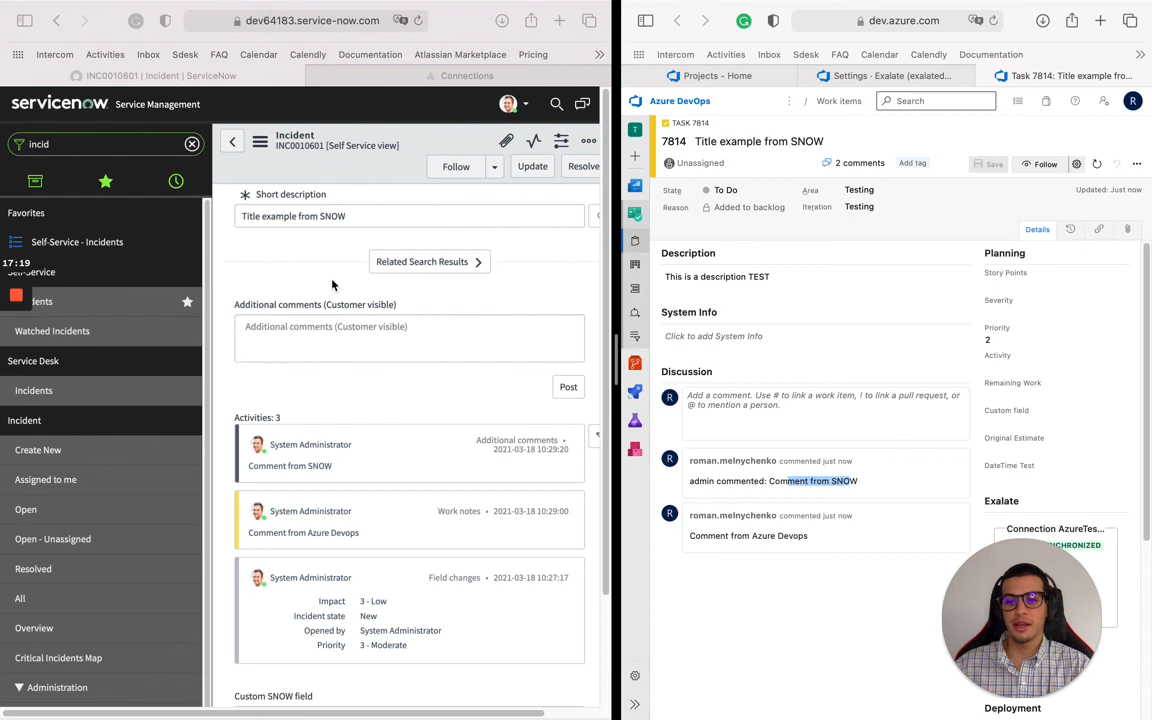 dev64183.service-now.com
Intercom Activities Inbox Sdesk FAQ Calendar Calendly Documentation Atlassian Marketplace Pricing
INC0010601 | Incident | ServiceNow
Connections
servicenow Service Management
incid
Favorites
Self-Service - Incidents
17:19
Self-Service
dents
Watched Incidents
Service Desk
Incidents
Incident
Create New
Assigned to me
Open
Open - Unassigned
Resolved
All
Overview
Critical Incidents Map
Administration
Incident
INC0010601 [Self Service view]
Follow
Update
Resolve
Short description
Title example from SNOW
Related Search Results
Additional comments (Customer visible)
Additional comments (Customer visible)
Post
Activities: 3
System Administrator
Additional comments • 2021-03-18 10:29:20
Comment from SNOW
System Administrator
Work notes • 2021-03-18 10:29:00
Comment from Azure Devops
System Administrator
Field changes • 2021-03-18 10:27:17
Impact 3 - Low
Incident state New
Opened by System Administrator
Priority 3 - Moderate
Custom SNOW field
dev.azure.com
Intercom Activities Inbox Sdesk FAQ Calendar Calendly Documentation
Projects - Home
Settings · Exalate (exalated...
Task 7814: Title example fro...
Azure DevOps
/ Work items
Search
R
T
TASK 7814
7814 Title example from SNOW
Unassigned
2 comments
Add tag
Save
Follow
State To Do
Area Testing
Updated: Just now
Reason Added to backlog
Iteration Testing
Details
Description
This is a description TEST
System Info
Click to add System Info
Discussion
R
Add a comment. Use # to link a work item, ! to link a pull request, or
@ to mention a person.
R
roman.melnychenko commented just now
admin commented: Comment from SNOW
R
roman.melnychenko commented just now
Comment from Azure Devops
Planning
Story Points
Severity
Priority
2
Activity
Remaining Work
Custom field
Original Estimate
DateTime Test
Exalate
Connection AzureTes...
CHRONIZED
Deployment